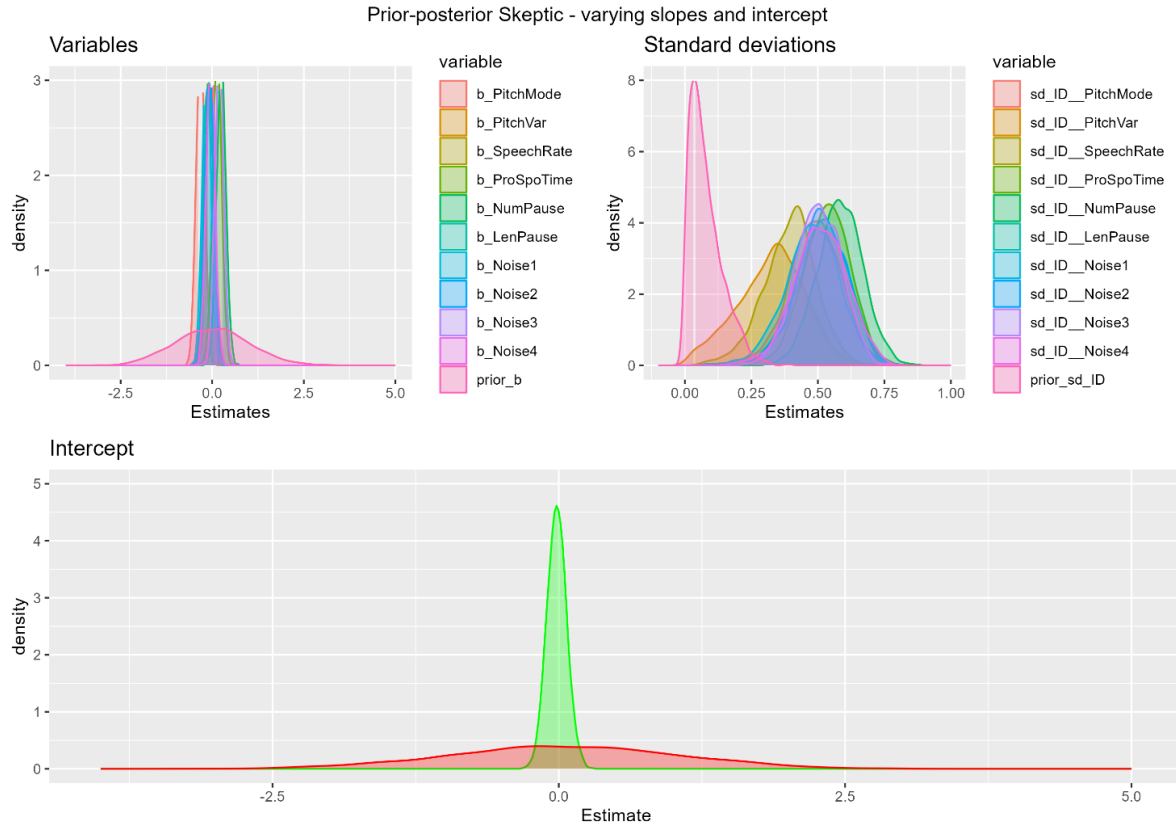 Prior-posterior Skeptic - varying slopes and intercept
Variables
density
3
2
1
0
-2.5
0.0
2.5
5.0
Estimates
variable
b_PitchMode
b_PitchVar
b_SpeechRate
b_ProSpoTime
b_NumPause
b_LenPause
b_Noise1
b_Noise2
b_Noise3
b_Noise4
prior_b
Standard deviations
density
8
6
4
2
0
0.00
0.25
0.50
0.75
1.00
Estimates
variable
sd_ID__PitchMode
sd_ID__PitchVar
sd_ID__SpeechRate
sd_ID__ProSpoTime
sd_ID__NumPause
sd_ID__LenPause
sd_ID__Noise1
sd_ID__Noise2
sd_ID__Noise3
sd_ID__Noise4
prior_sd_ID
Intercept
density
5
4
3
2
1
0
-2.5
0.0
2.5
5.0
Estimate